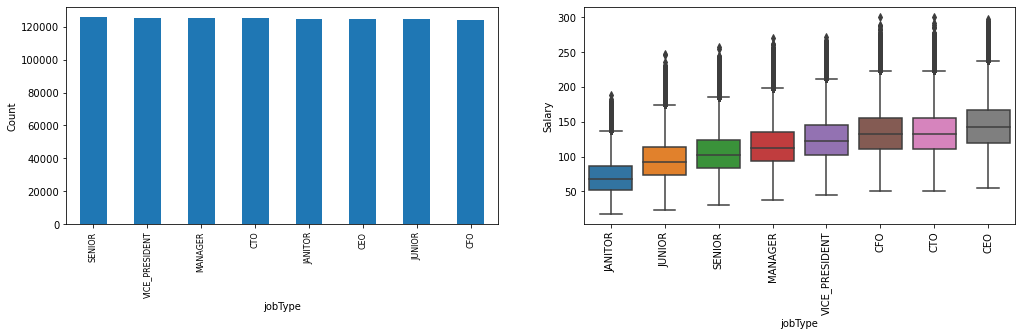 120000
100000
80000
60000
40000
20000
0
Count
SENIOR
VICE_PRESIDENT
MANAGER
CTO
JANITOR
CEO
JUNIOR
CFO
jobType
300
250
200
150
100
50
Salary
JANITOR
JUNIOR
SENIOR
MANAGER
VICE_PRESIDENT
CFO
CTO
CEO
jobType